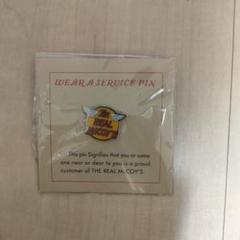 WEAR A SERVICE PIN
The
REAL
McCOY'S
This pin Signifies that you or some
one near or dear to you is a proud
customer of THE REAL McCOY'S.